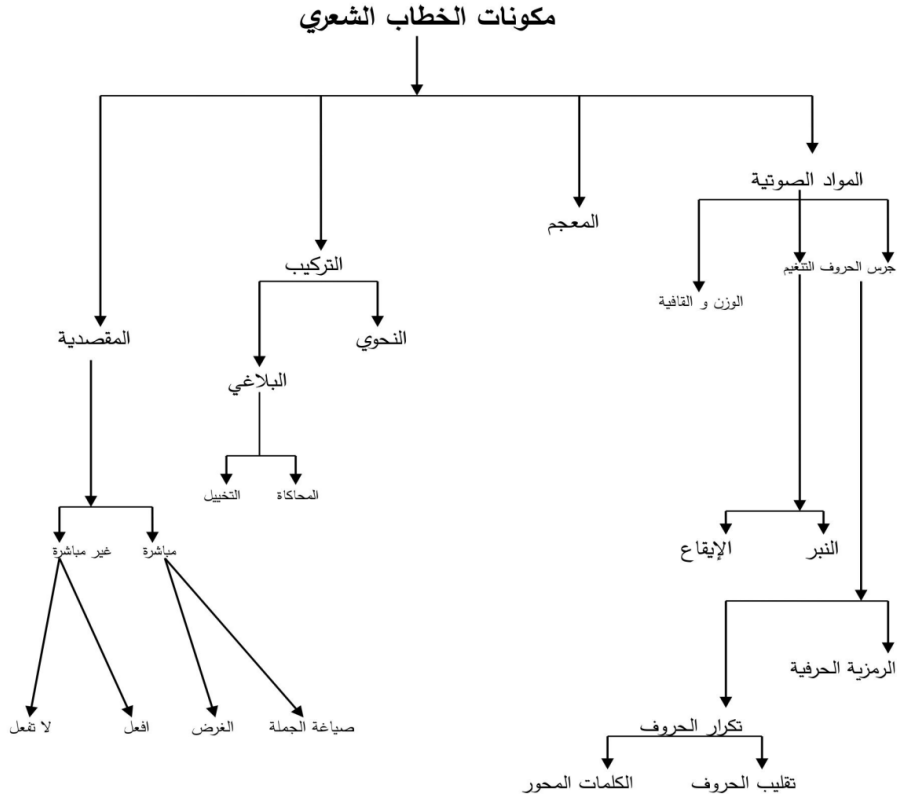 مكونات الخطاب الشعري
المواد الصوتية
المعجم
التركيب
جرس الحروف التنغيم
الوزن و القافية
المقصدية
النحوي
البلاغي
المحاكاة
التخييل
النبر
الإيقاع
مباشرة
غير مباشرة
الرمزية الحرفية
تكرار الحروف
صياغة الجملة
الغرض
افعل
لا تفعل
تقليب الحروف
الكلمات المحور